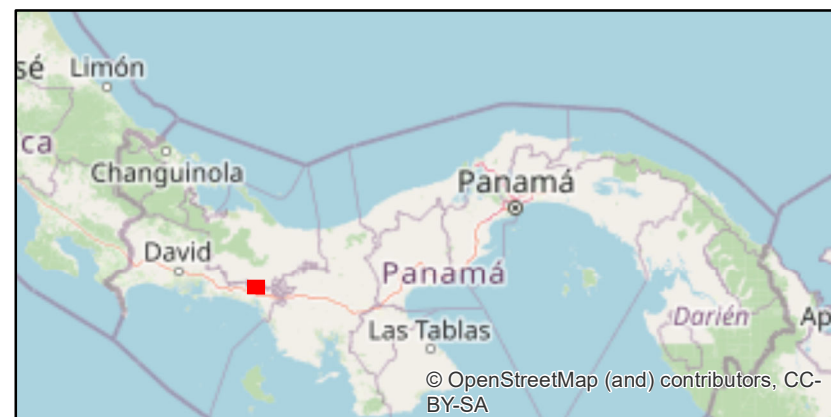 sé Limón
ca
Changuinola
Panamá
David
Panamá
Darién
Ap
Las Tablas
© OpenStreetMap (and) contributors, CC-
BY-SA